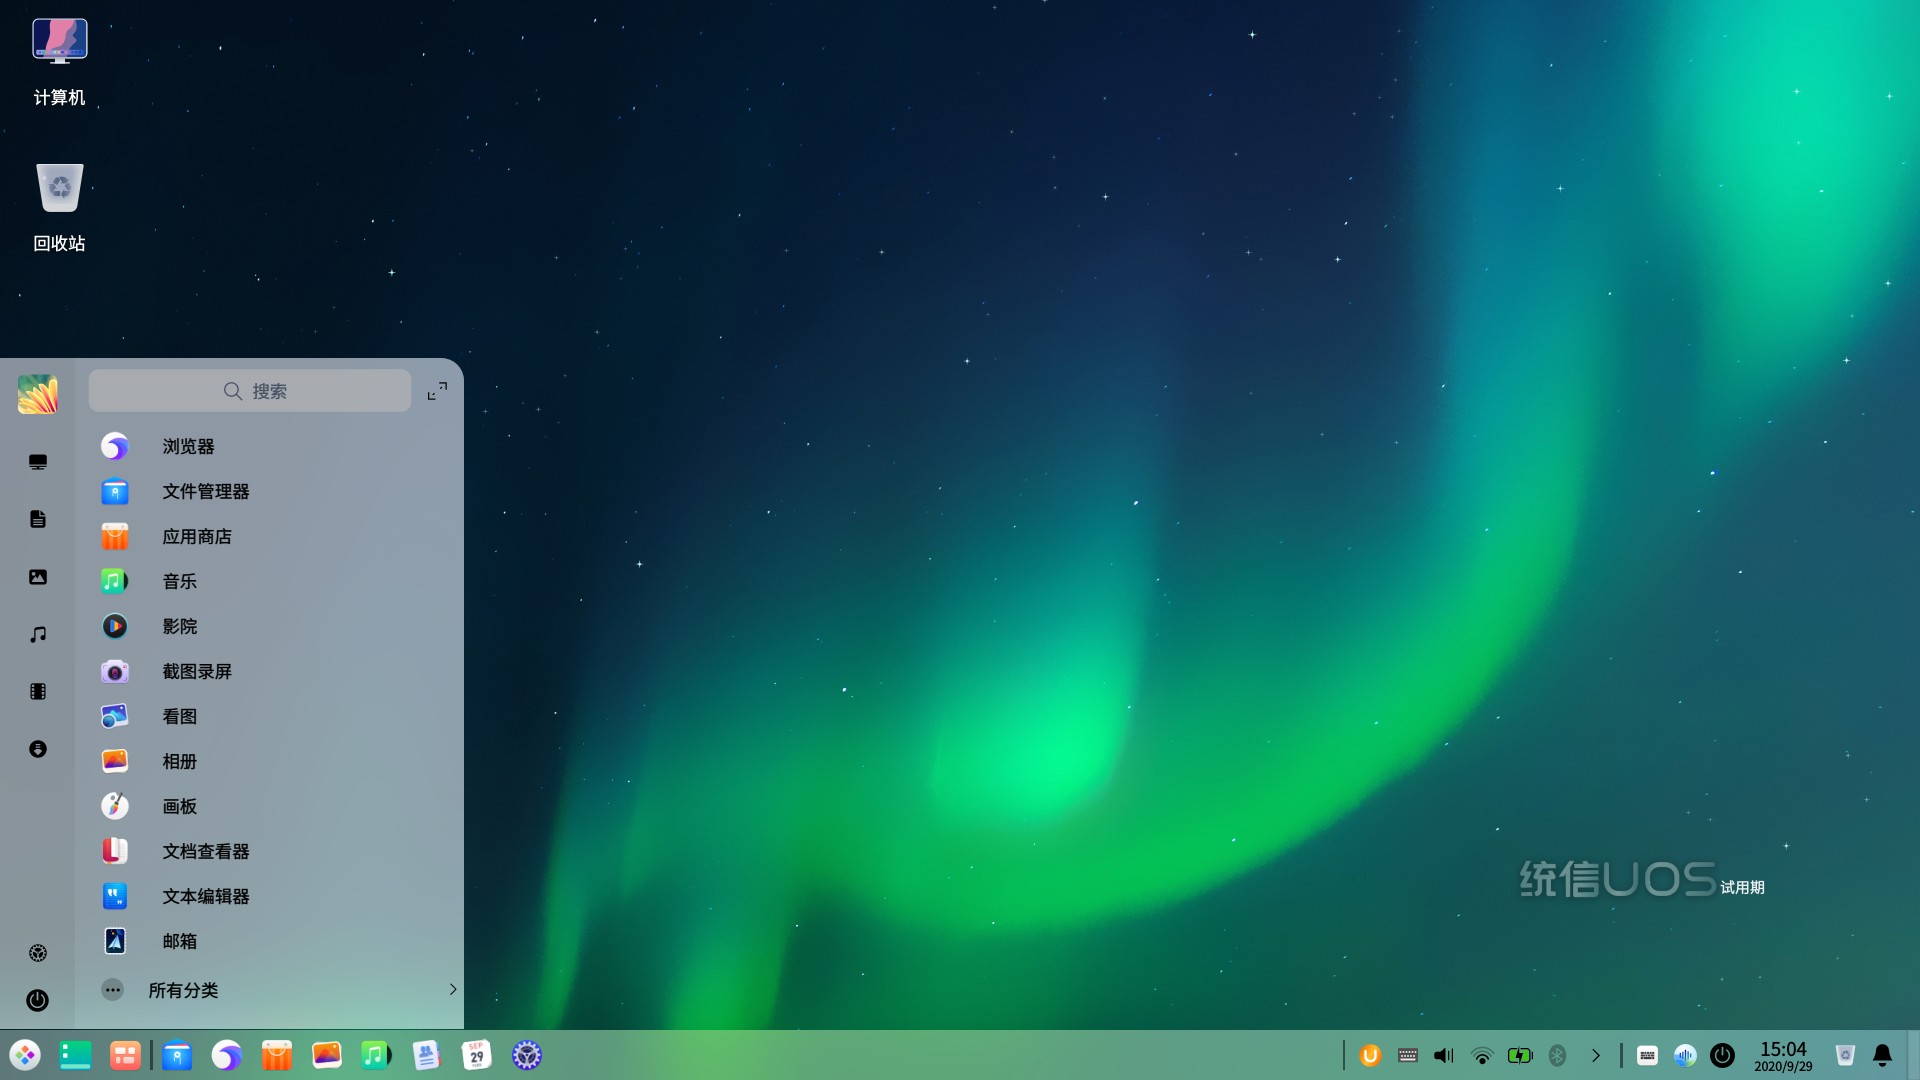 计算机
回收站
搜索
浏览器
文件管理器
应用商店
音乐
影院
截图录屏
看图
相册
画板
文档查看器
文本编辑器
邮箱
所有分类
统信UOS 试用期
SEP
29
U
15:04
2020/9/29